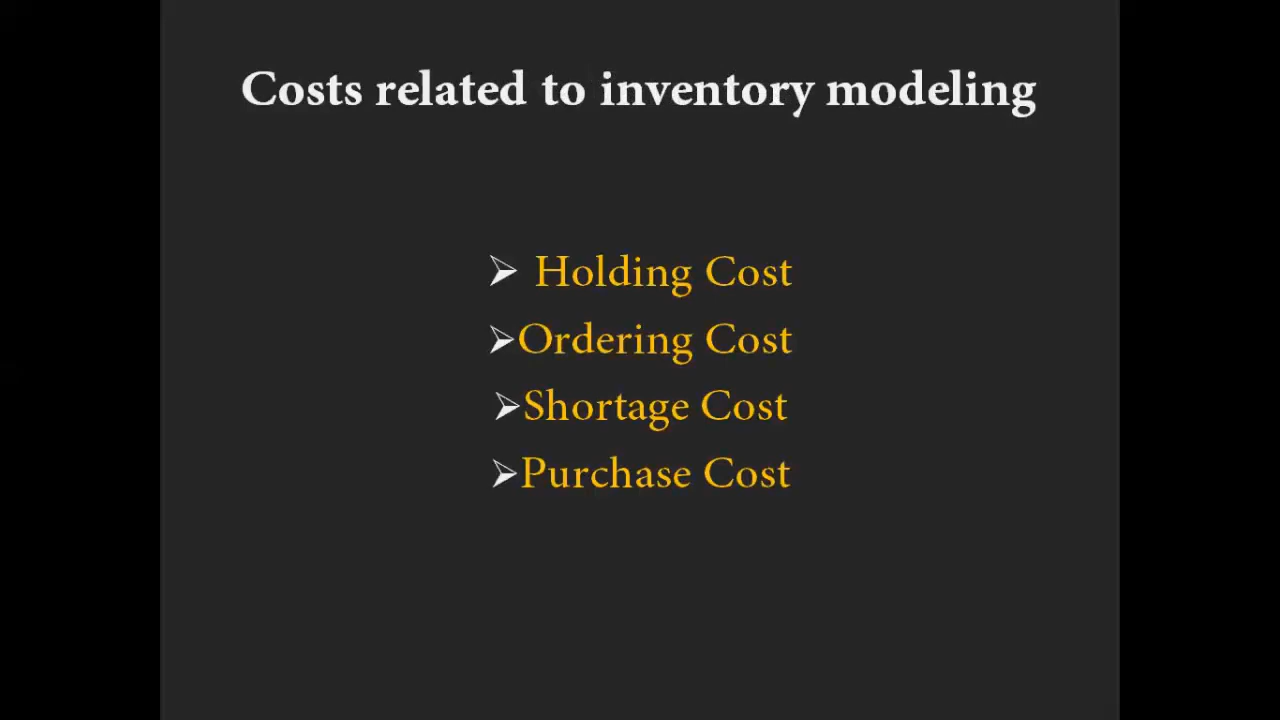 Costs related to inventory modeling
➢ Holding Cost
➢Ordering Cost
➢Shortage Cost
➢Purchase Cost